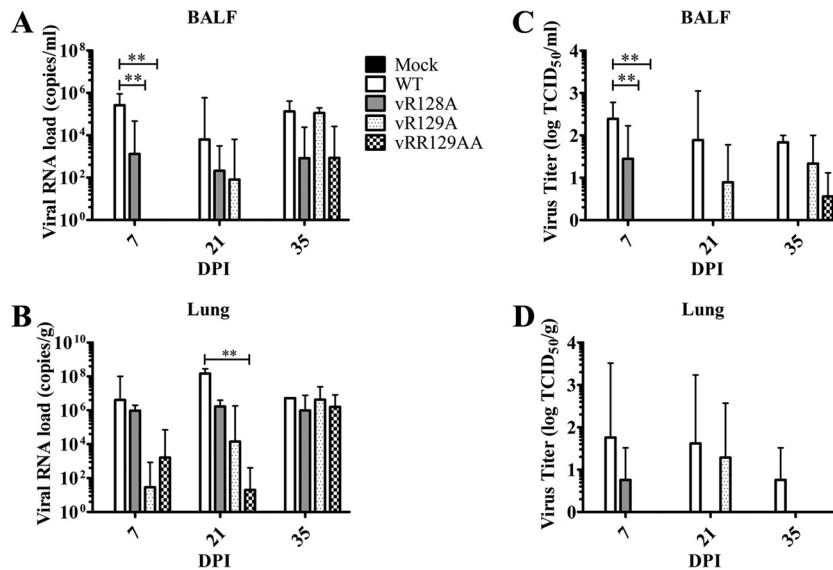 A
BALF
Viral RNA load (copies/ml)
10^8
10^6
10^4
10^2
10^0
**
**
7
21
35
DPI
Mock
WT
vR128A
vR129A
vRR129AA
C
BALF
Virus Titer (log TCID50/ml)
4
3
2
1
0
**
**
7
21
35
DPI
B
Lung
Viral RNA load (copies/g)
10^10
10^8
10^6
10^4
10^2
10^0
**
7
21
35
DPI
D
Lung
Virus Titer (log TCID50/g)
4
3
2
1
0
7
21
35
DPI